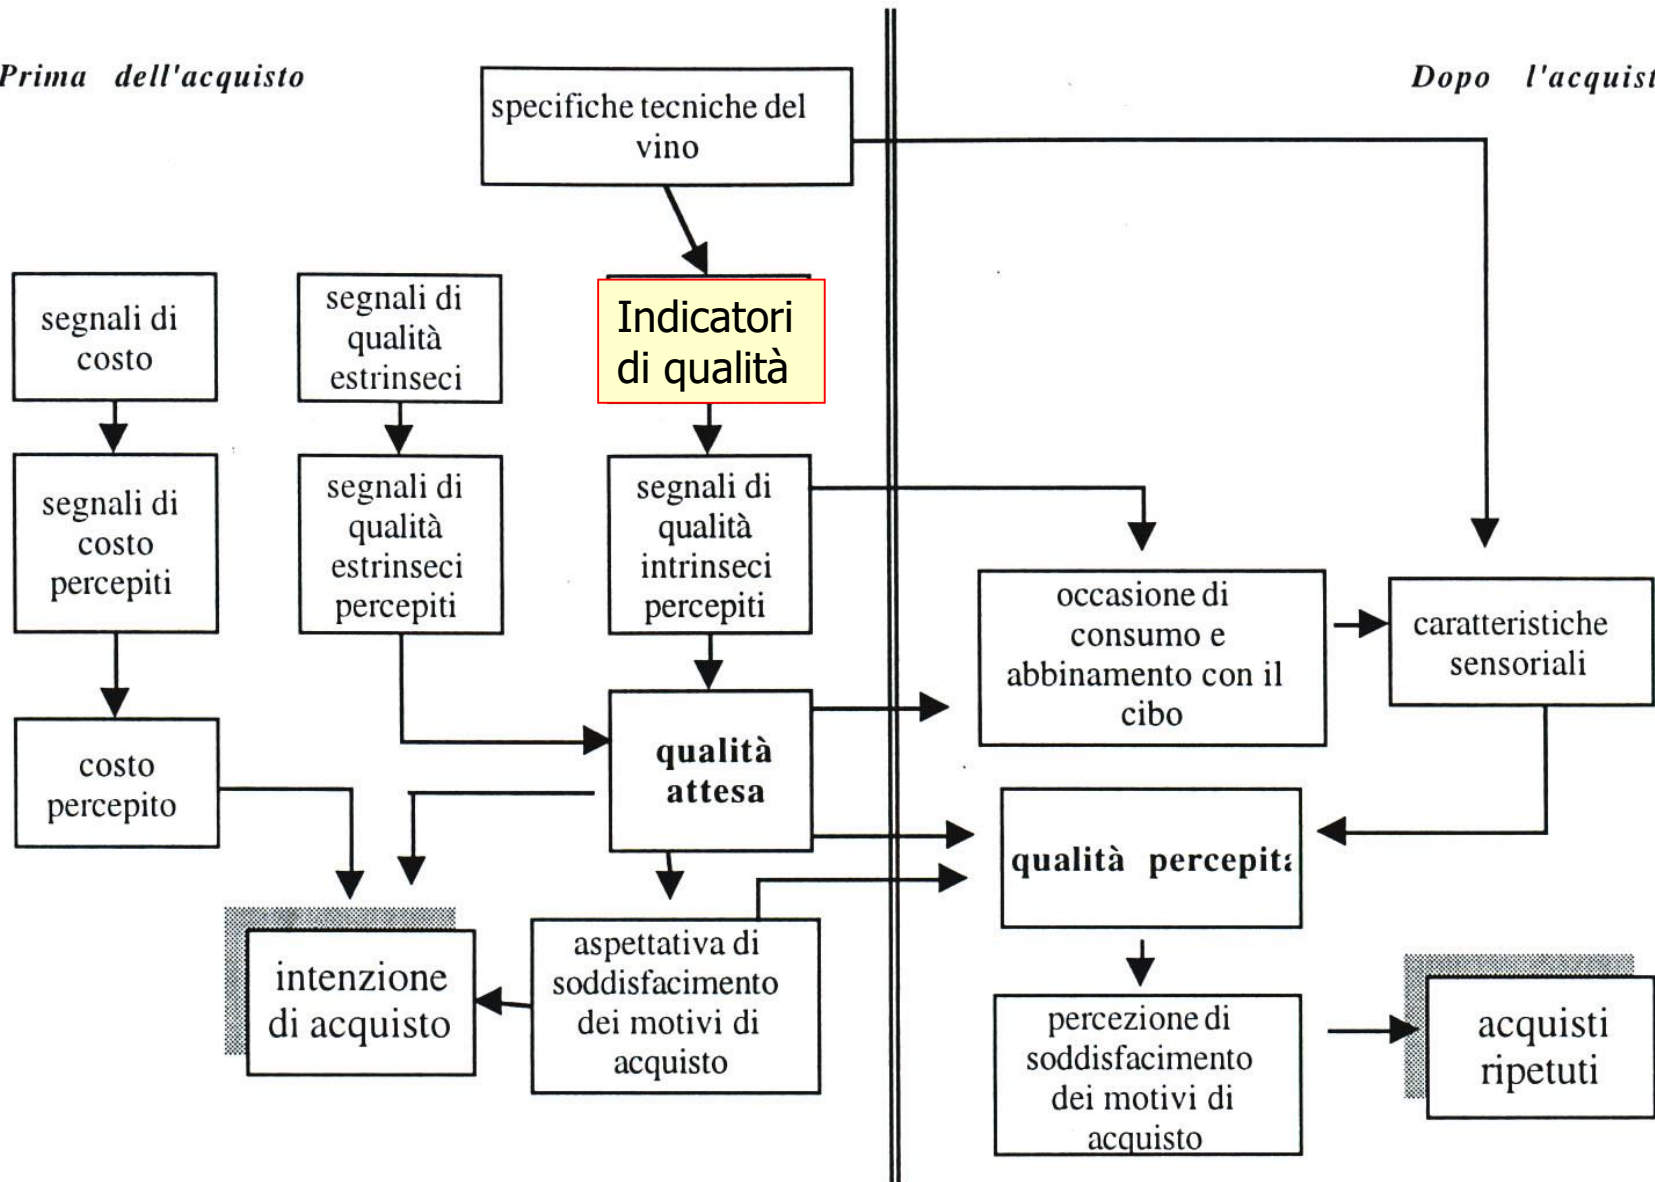 Prima dell'acquisto
Dopo l'acquist
specifiche tecniche del
vino
segnali di
costo
segnali di
qualità
estrinseci
Indicatori
di qualità
segnali di
costo
percepiti
segnali di
qualità
estrinseci
percepiti
segnali di
qualità
intrinseci
percepiti
occasione di
consumo e
abbinamento con il
cibo
caratteristiche
sensoriali
costo
percepito
qualità
attesa
qualità percepita
intenzione
di acquisto
aspettativa di
soddisfacimento
dei motivi di
acquisto
percezione di
soddisfacimento
dei motivi di
acquisto
acquisti
ripetuti